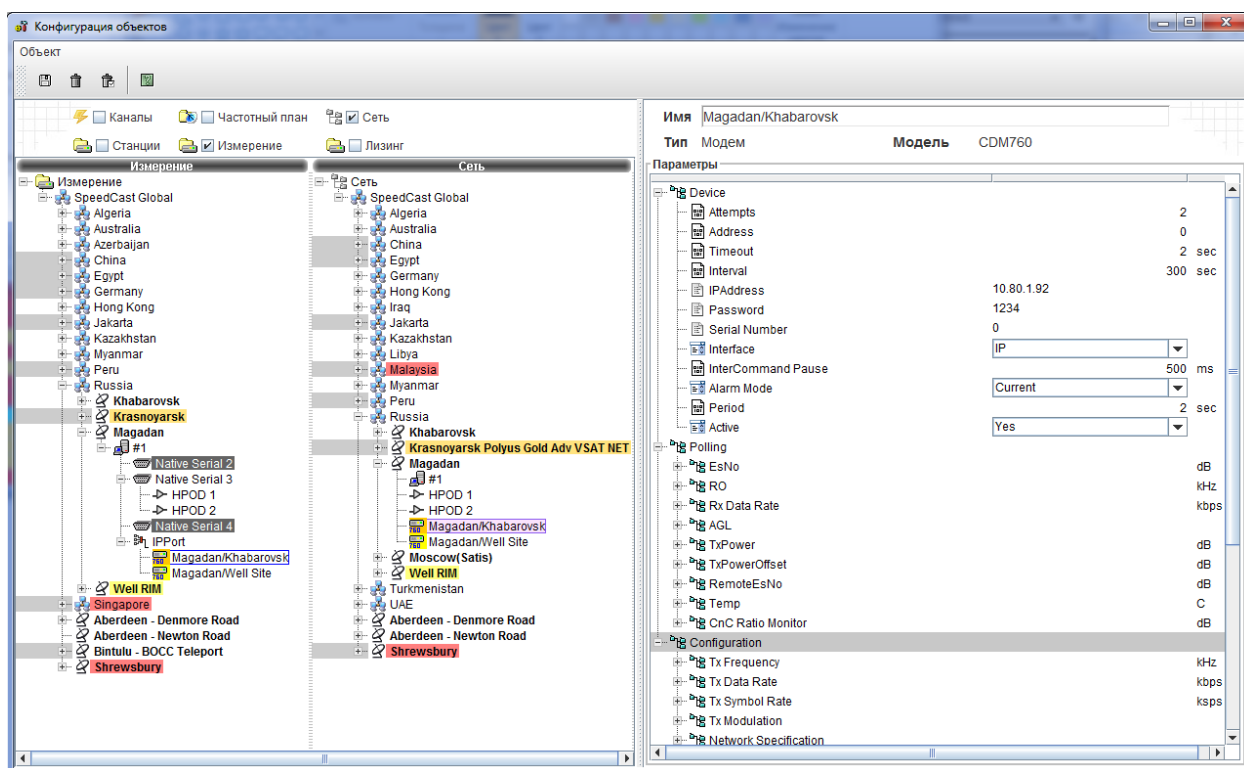 Конфигурация объектов
Объект
Каналы
Частотный план
Сеть
Станции
Измерение
Лизинг
Измерение
Измерение
SpeedCast Global
Algeria
Australia
Azerbaijan
China
Egypt
Germany
Hong Kong
Jakarta
Kazakhstan
Myanmar
Peru
Russia
Khabarovsk
Krasnoyarsk
Magadan
#1
Native Serial 2
Native Serial 3
HPOD 1
HPOD 2
Native Serial 4
IPPort
760 Magadan/Khabarovsk
760 Magadan/Well Site
Well RIM
Singapore
Aberdeen - Denmore Road
Aberdeen - Newton Road
Bintulu - BOCC Teleport
Shrewsbury
Сеть
Сеть
SpeedCast Global
Algeria
Australia
China
Egypt
Germany
Hong Kong
Iraq
Jakarta
Kazakhstan
Libya
Malaysia
Myanmar
Peru
Russia
Khabarovsk
Krasnoyarsk Polyus Gold Adv VSAT NET
Magadan
#1
HPOD 1
HPOD 2
760 Magadan/Khabarovsk
760 Magadan/Well Site
Moscow(Satis)
Well RIM
Turkmenistan
UAE
Aberdeen - Denmore Road
Aberdeen - Newton Road
Shrewsbury
Имя Magadan/Khabarovsk
Тип Модем Модель CDM760
Параметры
Device
Attempts 2
Address 0
Timeout 2 sec
Interval 300 sec
IPAddress 10.80.1.92
Password 1234
Serial Number 0
Interface IP
InterCommand Pause 500 ms
Alarm Mode Current
Period 2 sec
Active Yes
Polling
EsNo dB
RO kHz
Rx Data Rate kbps
AGL
TxPower dB
TxPowerOffset dB
RemoteEsNo dB
Temp C
CnC Ratio Monitor dB
Configuration
Tx Frequency kHz
Tx Data Rate kbps
Tx Symbol Rate ksps
Tx Modulation
Network Specification